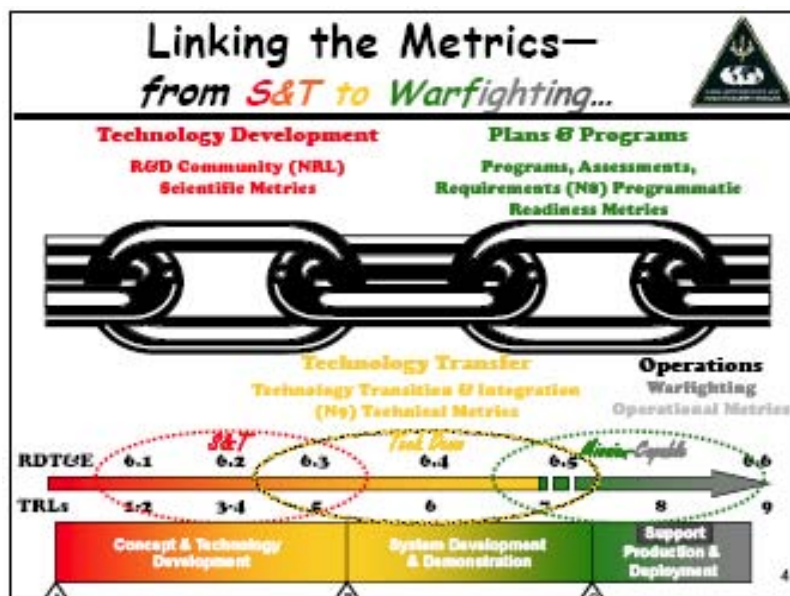 Linking the Metrics—
from S&T to Warfighting...
Technology Development
R&D Community (NRL)
Scientific Metrics
Plans & Programs
Programs, Assessments,
Requirements (N8) Programmatic
Readiness Metrics
Technology Transfer
Technology Transition & Integration
(N9) Technical Metrics
Operations
Warfighting
Operational Metrics
S&T
Tech Demo
Mission-Capable
RDT&E 6.1 6.2 6.3 6.4 6.5 6.6
TRLs 1-2 3-4 5 6 7 8 9
Concept & Technology
Development
System Development
& Demonstration
Support
Production &
Deployment
4